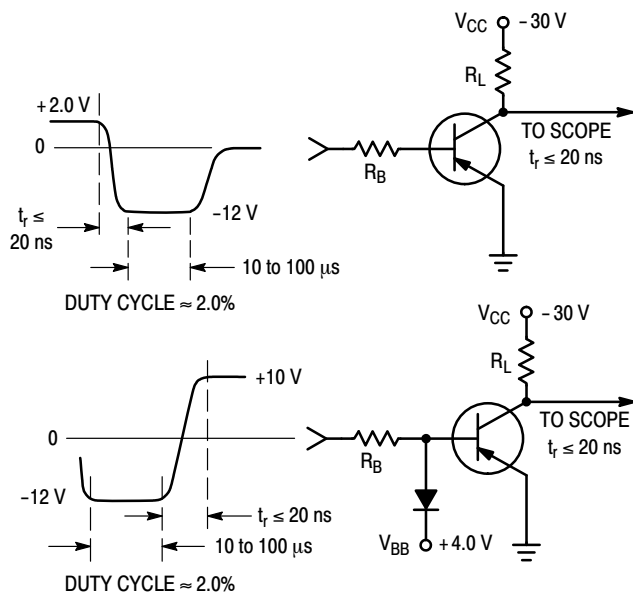 V_CC – 30 V
R_L
+ 2.0 V
0
TO SCOPE
t_r ≤ 20 ns
R_B
–12 V
t_r ≤
20 ns
10 to 100 µs
DUTY CYCLE ≈ 2.0%
V_CC – 30 V
R_L
+10 V
TO SCOPE
t_r ≤ 20 ns
0
R_B
–12 V
t_r ≤ 20 ns
10 to 100 µs
V_BB + 4.0 V
DUTY CYCLE ≈ 2.0%